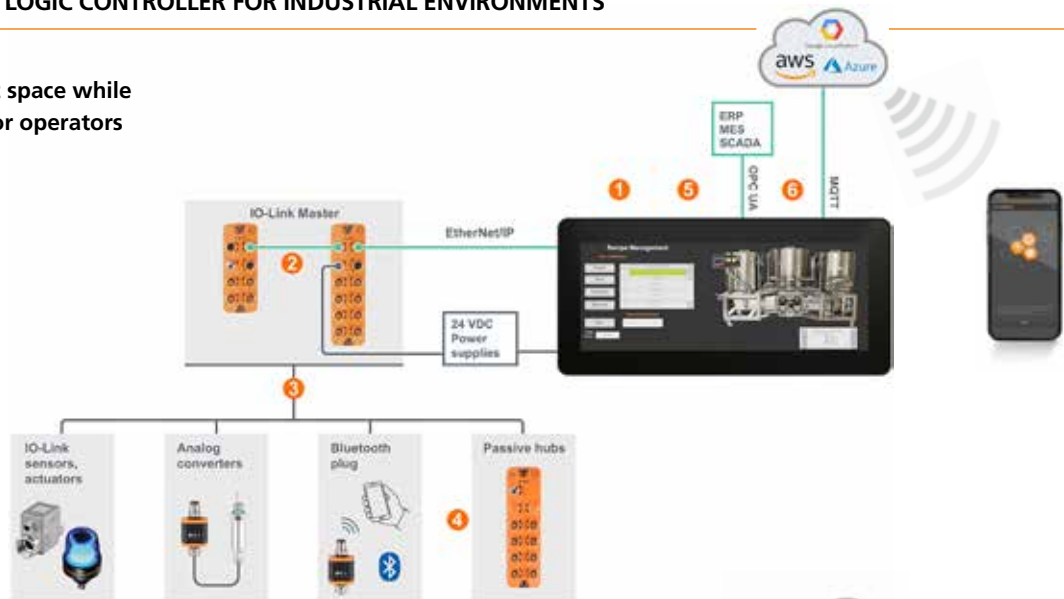 LOGIC CONTROLLER FOR INDUSTRIAL ENVIRONMENTS
space while
or operators
aws
Azure
ERP
MES
SCADA
OPC UA
MQTT
1
5
6
IO-Link Master
EtherNet/IP
2
Recipe Management
24 VDC
Power
supplies
3
IO-Link
sensors,
actuators
Analog
converters
Bluetooth
plug
Passive hubs
4